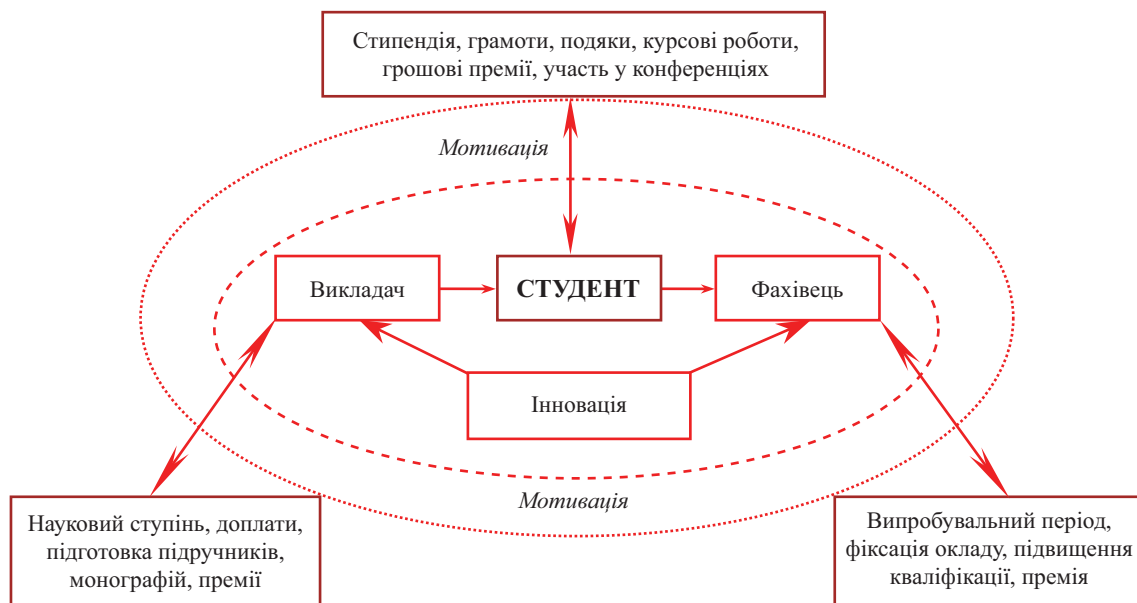 Стипендія, грамоти, подяки, курсові роботи,
грошові премії, участь у конференціях
Мотивація
Викладач
СТУДЕНТ
Фахівець
Інновація
Мотивація
Науковий ступінь, доплати,
підготовка підручників,
монографій, премії
Випробувальний період,
фіксація окладу, підвищення
кваліфікації, премія